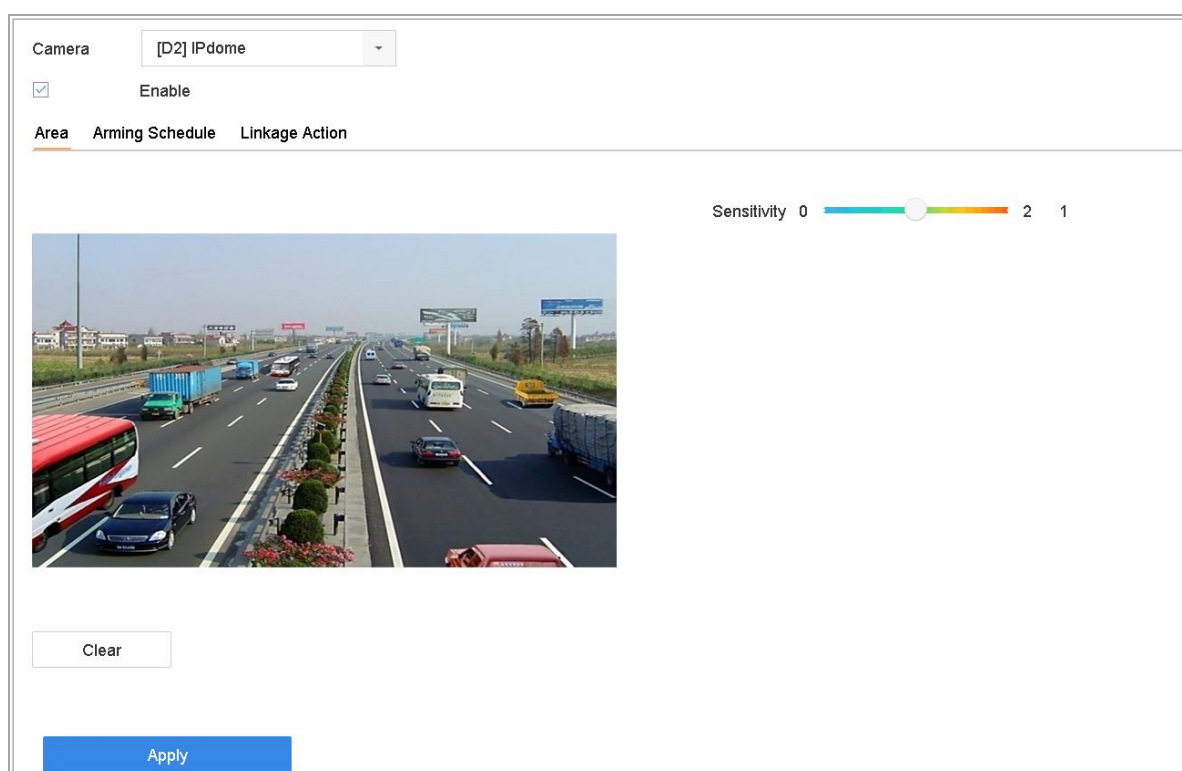 Camera [D2] IPdome
Enable
Area Arming Schedule Linkage Action
Sensitivity 0 2 1
Clear
Apply